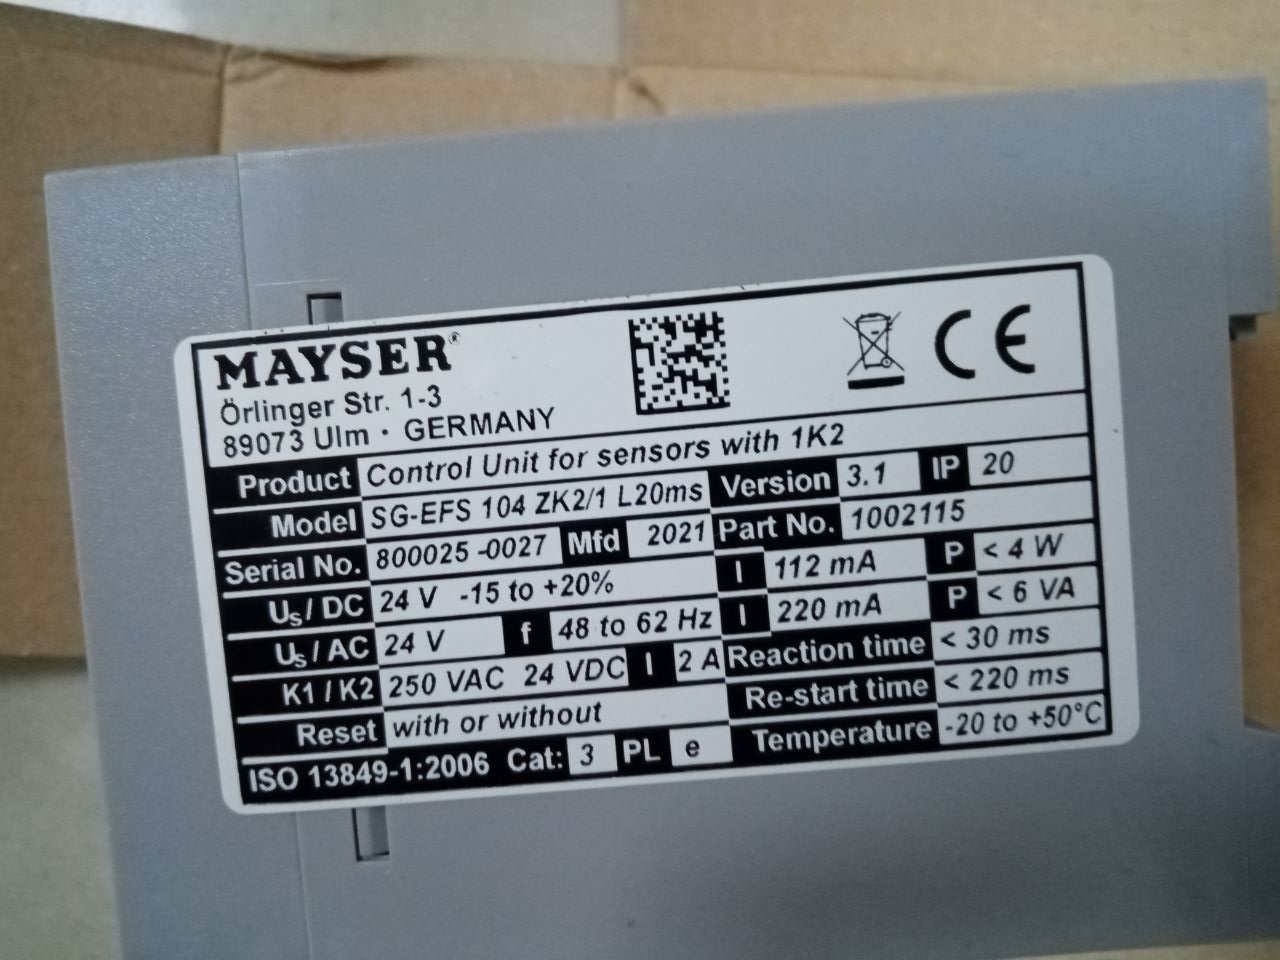 MAYSER®
Örlinger Str. 1-3
89073 Ulm · GERMANY
Product Control Unit for sensors with 1K2
Model SG-EFS 104 ZK2/1 L20ms Version 3.1 IP 20
Serial No. 800025 -0027 Mfd 2021 Part No. 1002115
Us / DC 24 V -15 to +20% I 112 mA P < 4 W
Us / AC 24 V f 48 to 62 Hz I 220 mA P < 6 VA
K1 / K2 250 VAC 24 VDC I 2 A Reaction time < 30 ms
Reset with or without Re-start time < 220 ms
ISO 13849-1:2006 Cat: 3 PL e Temperature -20 to +50°C
CE